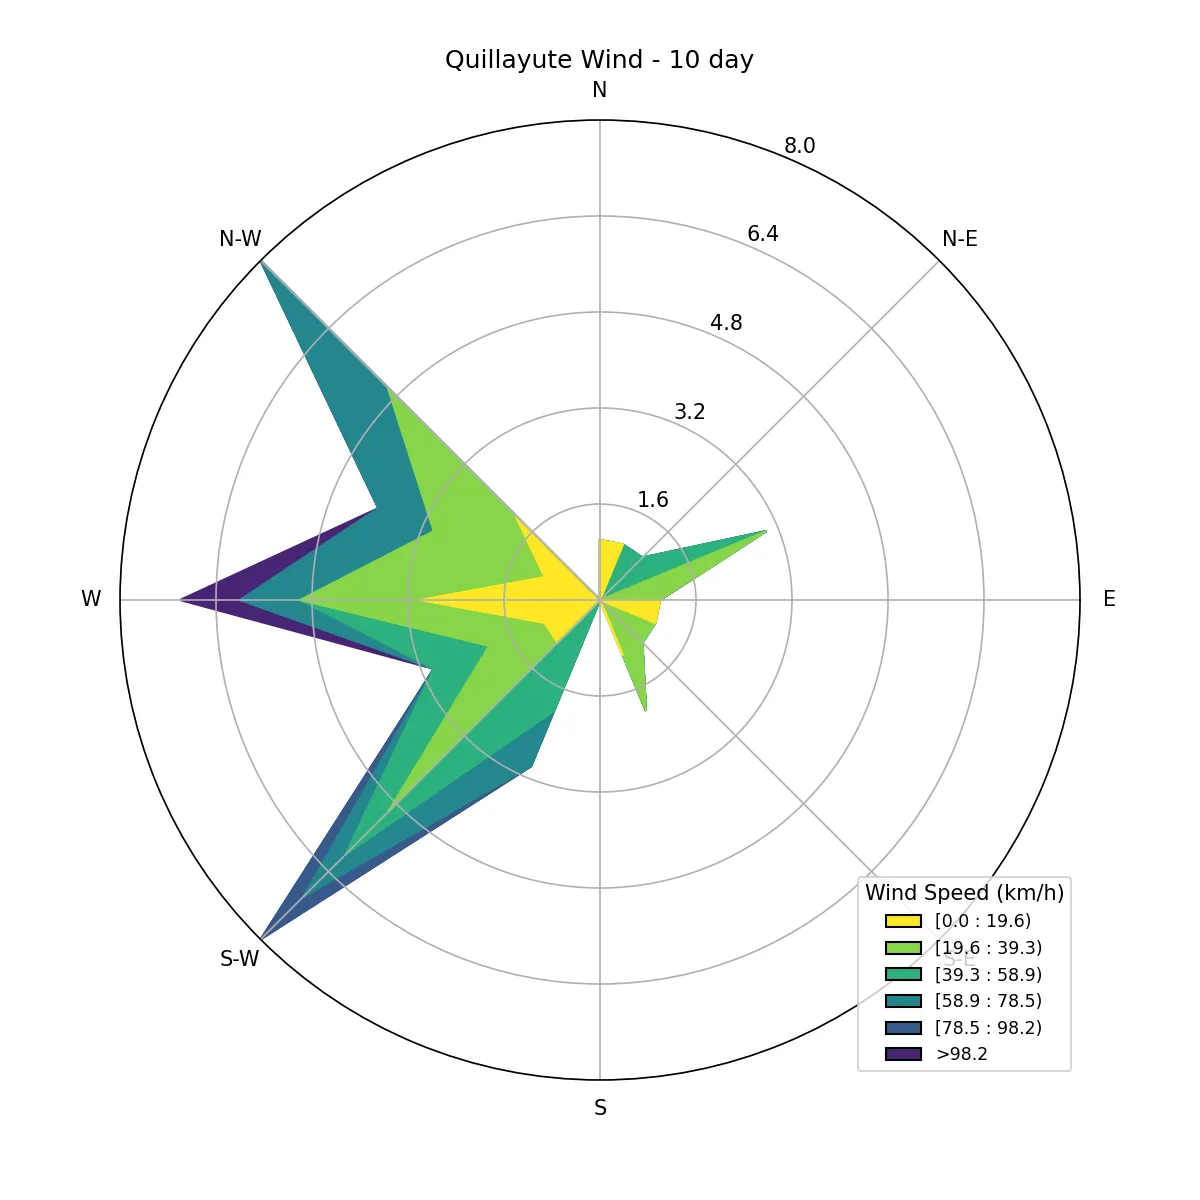 Quillayute Wind - 10 day
N
8.0
N-W
N-E
6.4
4.8
3.2
1.6
W
E
S-W
S-E
S
Wind Speed (km/h)
[0.0 : 19.6)
[19.6 : 39.3)
[39.3 : 58.9)
[58.9 : 78.5)
[78.5 : 98.2)
>98.2